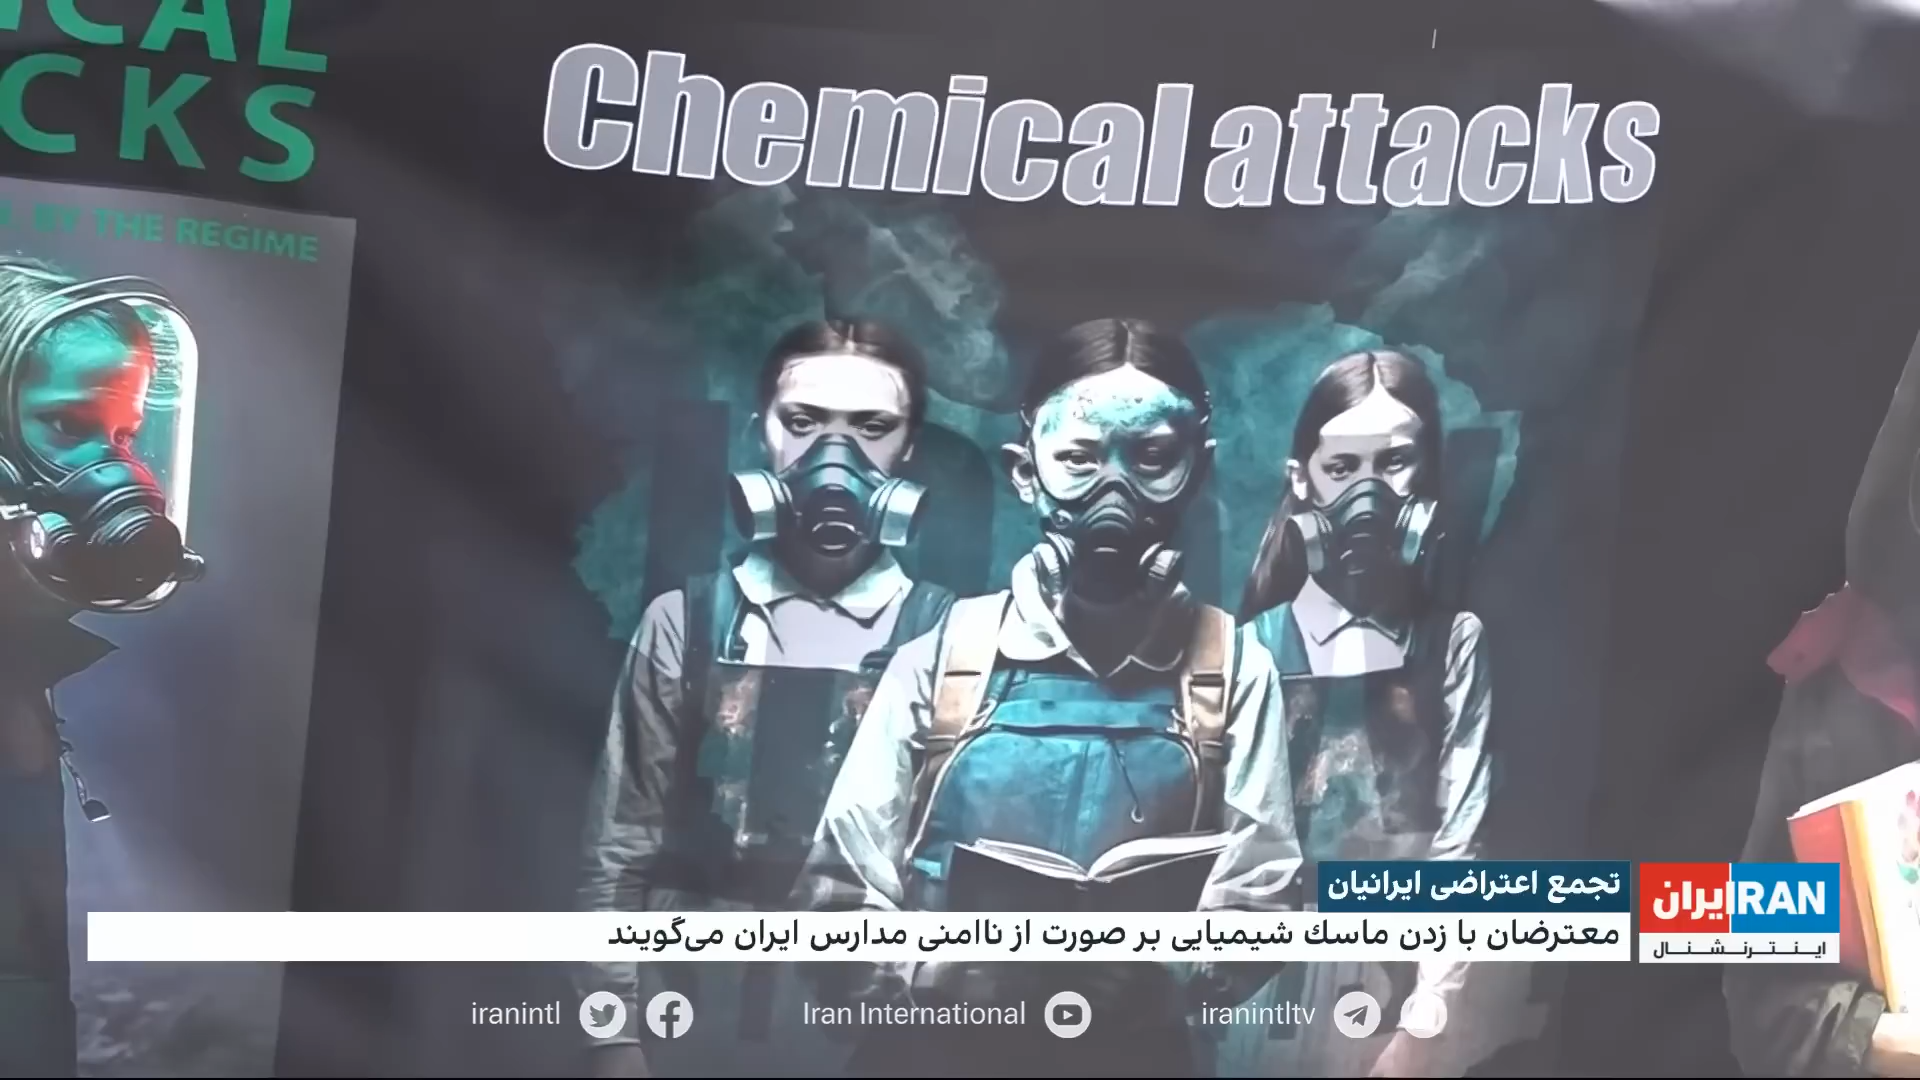 ICAL
CKS
BY THE REGIME
Chemical attacks
تجمع اعتراضی ایرانیان
معترضان با زدن ماسك شیمیایی بر صورت از ناامنی مدارس ایران می‌گویند
ایران IRAN
اینترنشنال
iranintl
Iran International
iranintltv